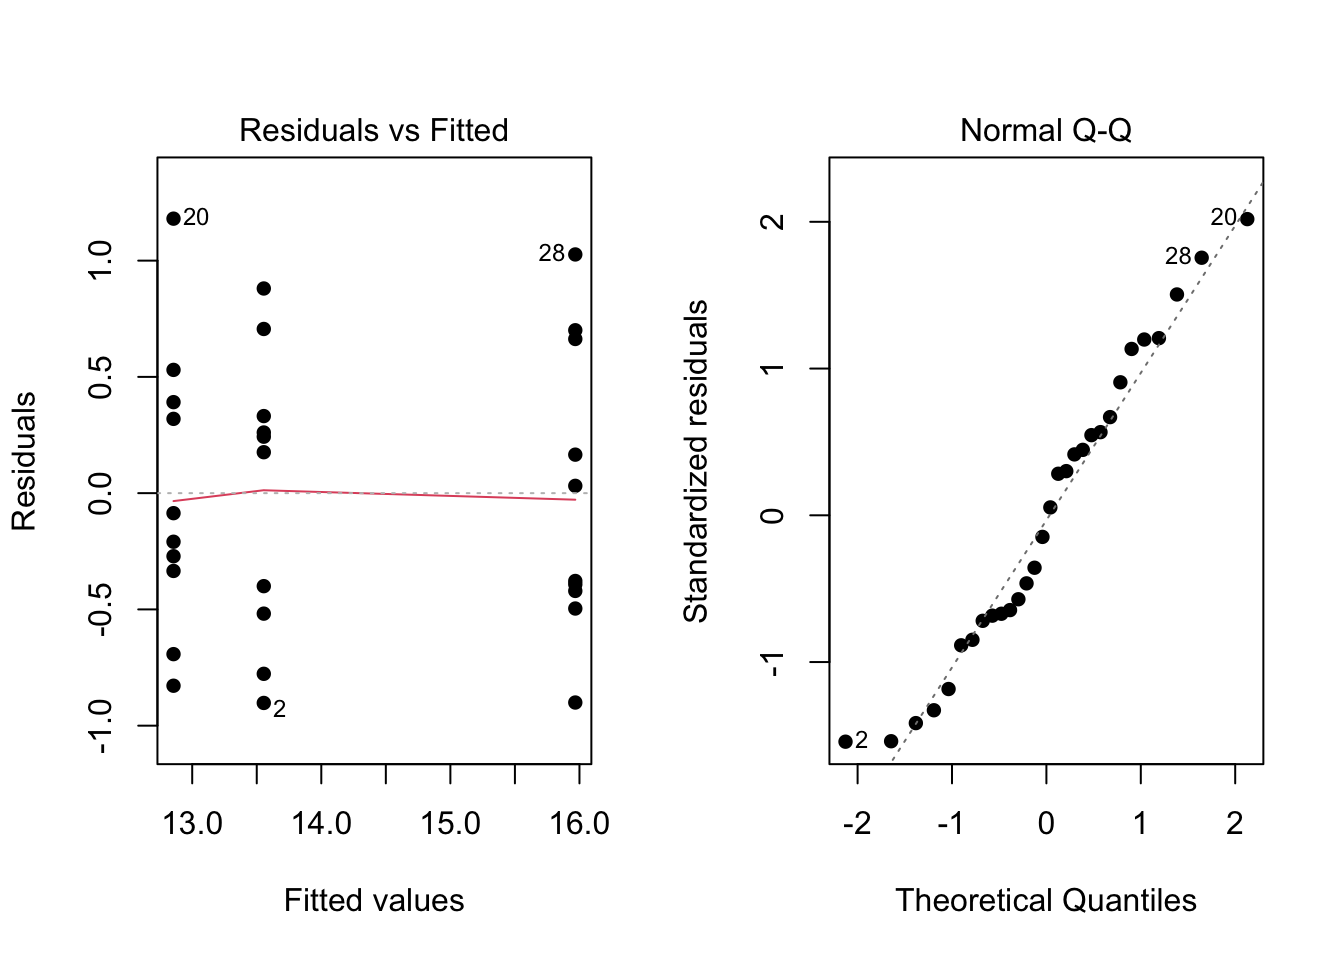 Residuals vs Fitted
Residuals
1.0
0.5
0.0
-0.5
-1.0
20
28
2
13.0 14.0 15.0 16.0
Fitted values
Normal Q-Q
Standardized residuals
2
1
0
-1
20
28
2
-2 -1 0 1 2
Theoretical Quantiles